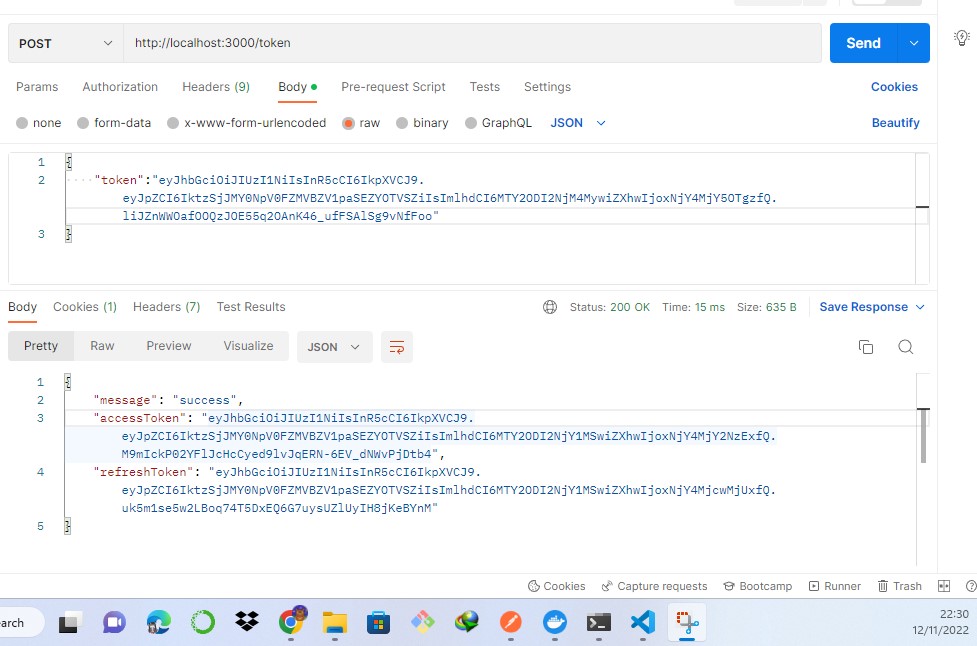 POST
http://localhost:3000/token
Send
Params
Authorization
Headers (9)
Body
Pre-request Script
Tests
Settings
Cookies
none
form-data
x-www-form-urlencoded
raw
binary
GraphQL
JSON
Beautify
1
{
2
"token":"eyJhbGciOiJIUzI1NiIsInR5cCI6IkpXVCJ9.
eyJpZCI6IktzSjJMY0NpV0FZMVBZV1paSEZYOTVSZiIsImlhdCI6MTY2ODI2NjM4MywiZXhwIjoxNjY4MjY5OTgzfQ.
liJZnWWOafOOQzJOE55q2OAnK46_ufFSAlSg9vNfFoo"
3
}
Body
Cookies (1)
Headers (7)
Test Results
Status: 200 OK
Time: 15 ms
Size: 635 B
Save Response
Pretty
Raw
Preview
Visualize
JSON
1
{
2
"message": "success",
3
"accessToken": "eyJhbGciOiJIUzI1NiIsInR5cCI6IkpXVCJ9.
eyJpZCI6IktzSjJMY0NpV0FZMVBZV1paSEZYOTVSZiIsImlhdCI6MTY2ODI2NjY1MSwiZXhwIjoxNjY4MjY2NzExfQ.
M9mIckP02YFlJcHcCyed9lvJqERN-6EV_dNWvPjDtb4",
4
"refreshToken": "eyJhbGciOiJIUzI1NiIsInR5cCI6IkpXVCJ9.
eyJpZCI6IktzSjJMY0NpV0FZMVBZV1paSEZYOTVSZiIsImlhdCI6MTY2ODI2NjY1MSwiZXhwIjoxNjY4MjcwMjUxfQ.
uk5m1se5w2LBoq74T5DxEQ6G7uysUZlUyIH8jKeBYnM"
5
}
Cookies
Capture requests
Bootcamp
Runner
Trash
earch
22:30
12/11/2022